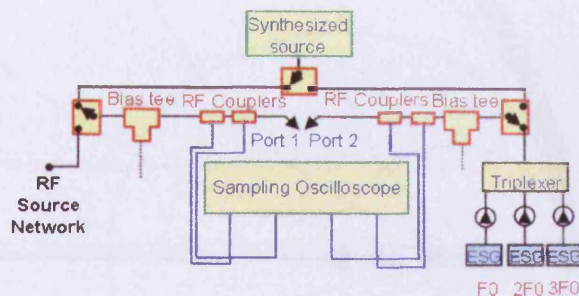 Synthesized
source
Bias tee RF Couplers
RF Couplers Bias tee
Port 1 Port 2
RF
Source
Network
Sampling Oscilloscope
Triplexer
ESG ESG ESG
F0 2F0 3F0